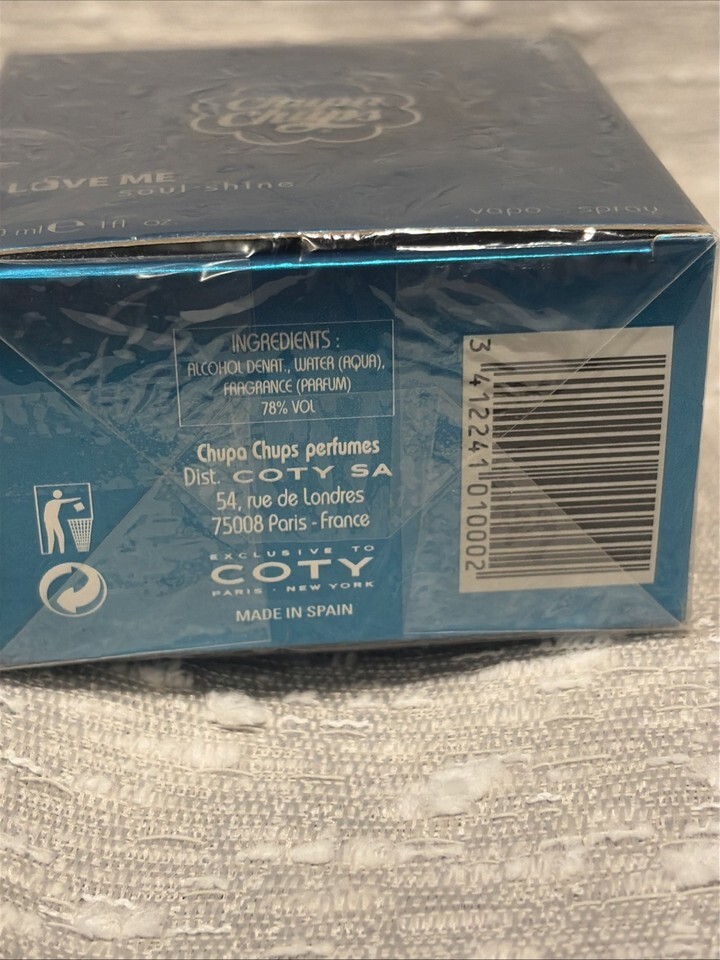 Chupa
Chups
LOVE ME
soul-shine
ml e 1 fl oz
vapo spray
INGREDIENTS :
ALCOHOL DENAT., WATER (AQUA),
FRAGRANCE (PARFUM)
78% VOL
Chupa Chups perfumes
Dist. COTY SA
54, rue de Londres
75008 Paris - France
EXCLUSIVE TO
COTY
PARIS · NEW YORK
MADE IN SPAIN
3 412241 010002